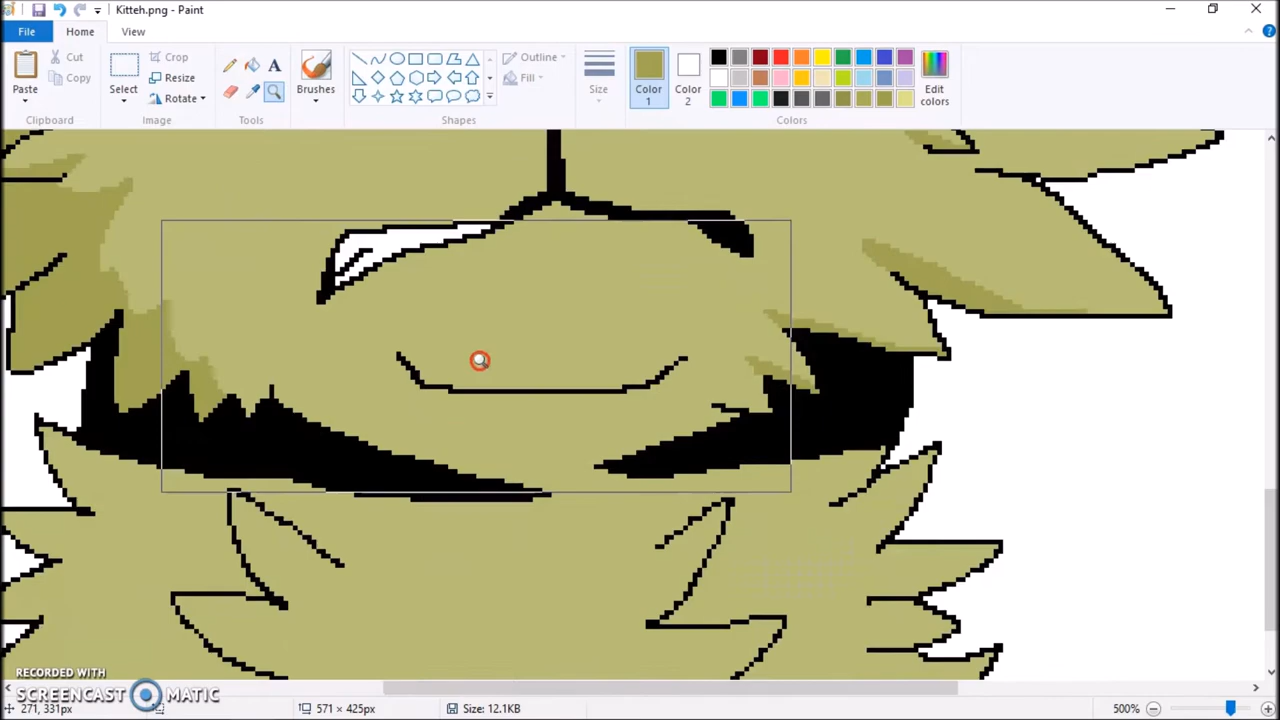 Kitteh.png - Paint
File Home View
Paste
Cut
Copy
Clipboard
Select
Crop
Resize
Rotate
Image
A
Tools
Brushes
Outline
Fill
Shapes
Size
Color 1
Color 2
Edit colors
Colors
RECORDED WITH
SCREENCAST MATIC
271, 331px 571 × 425px Size: 12.1KB 500%